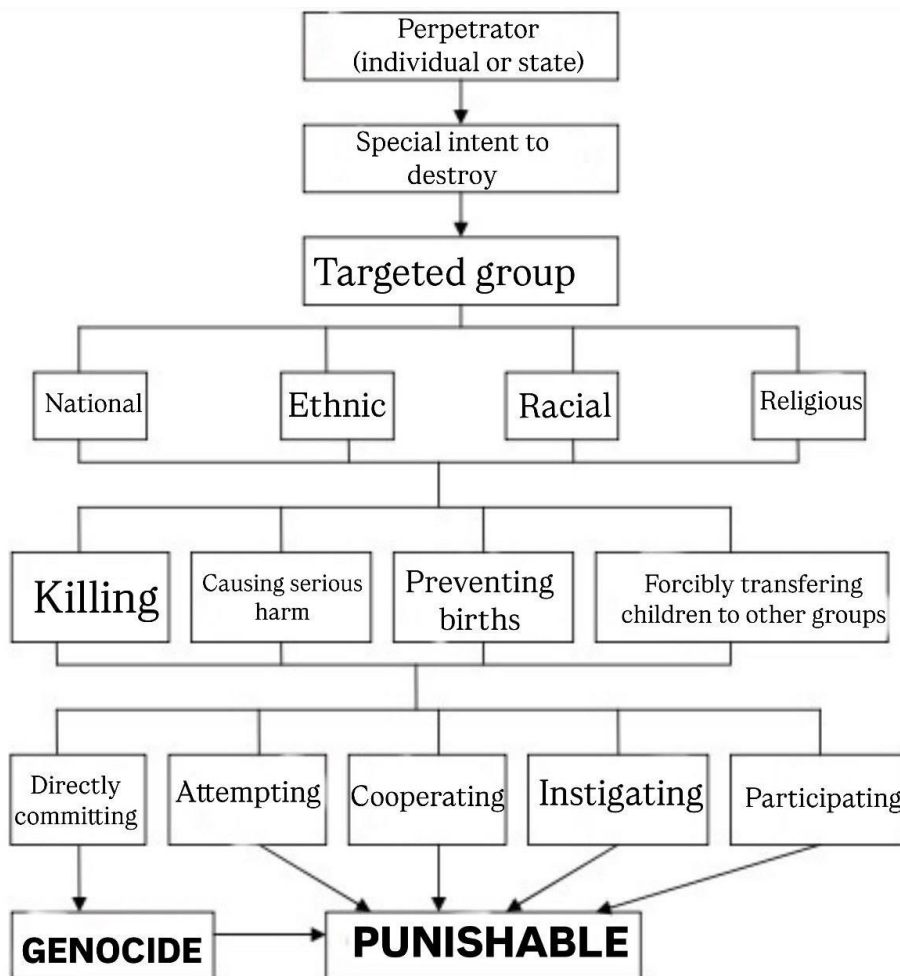 Perpetrator
(individual or state)
Special intent to
destroy
Targeted group
National
Ethnic
Racial
Religious
Killing
Causing serious
harm
Preventing
births
Forcibly transfering
children to other groups
Directly
committing
Attempting
Cooperating
Instigating
Participating
GENOCIDE
PUNISHABLE